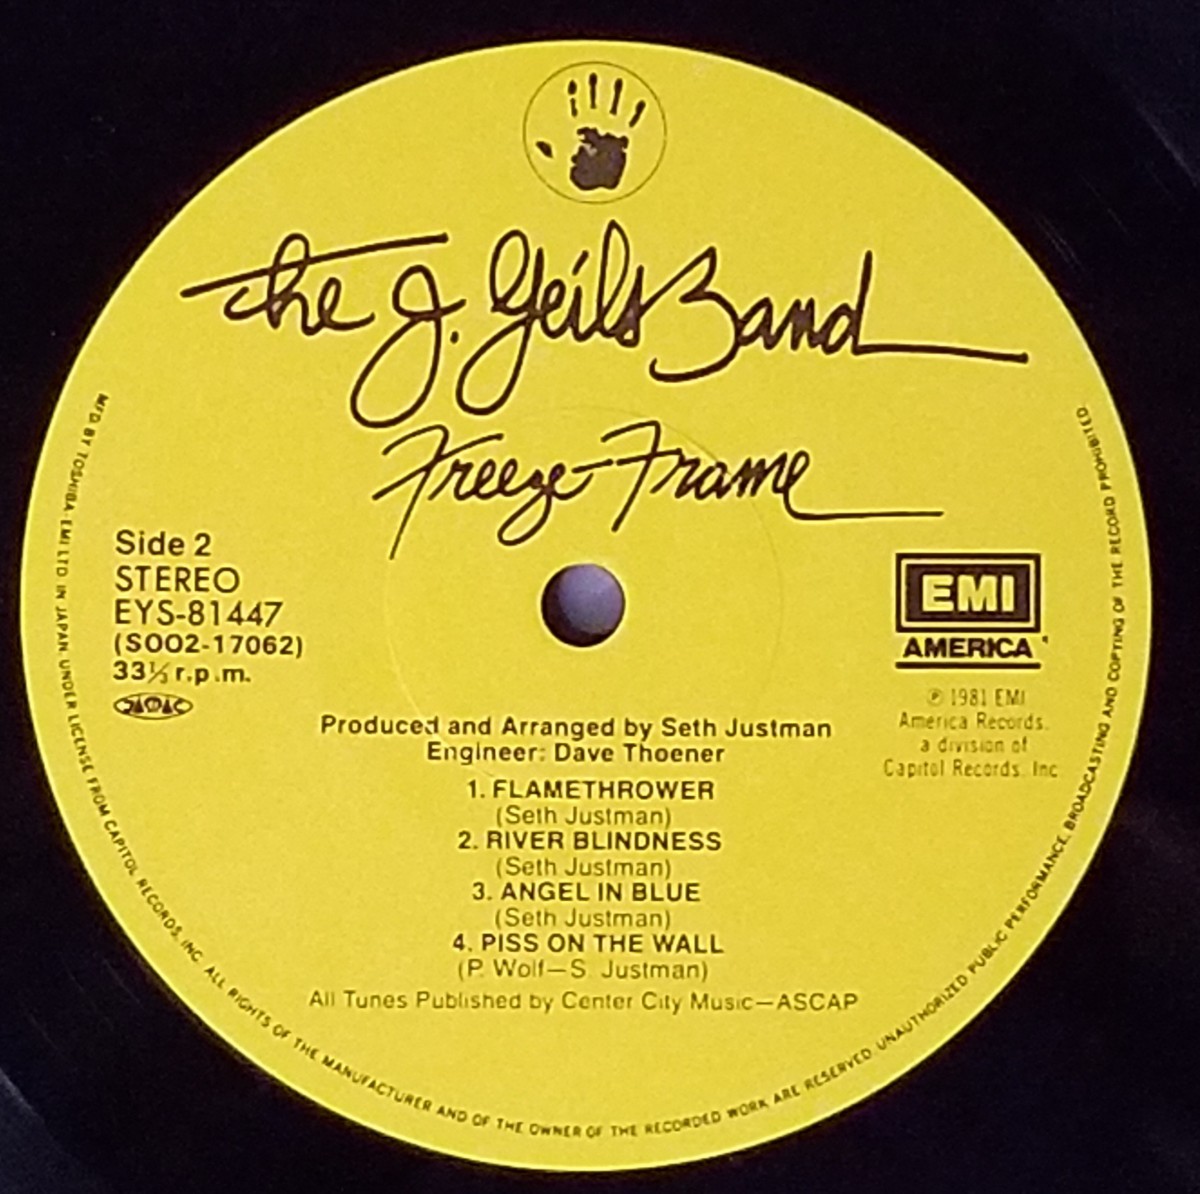 The J. Geils Band
Freeze-Frame
Side 2
STEREO
EYS-81447
(SOO2-17062)
33⅓ r.p.m.
JASRAC
EMI
AMERICA
℗ 1981 EMI
America Records,
a division of
Capitol Records, Inc.
Produced and Arranged by Seth Justman
Engineer: Dave Thoener
1. FLAMETHROWER
(Seth Justman)
2. RIVER BLINDNESS
(Seth Justman)
3. ANGEL IN BLUE
(Seth Justman)
4. PISS ON THE WALL
(P. Wolf—S. Justman)
All Tunes Published by Center City Music—ASCAP
MF'D BY TOSHIBA-EMI LTD. IN JAPAN. UNDER LICENSE FROM CAPITOL RECORDS, INC. ALL RIGHTS OF THE MANUFACTURER AND OF THE OWNER OF THE RECORDED WORK ARE RESERVED. UNAUTHORIZED PUBLIC PERFORMANCE, BROADCASTING AND COPYING OF THE RECORD PROHIBITED.